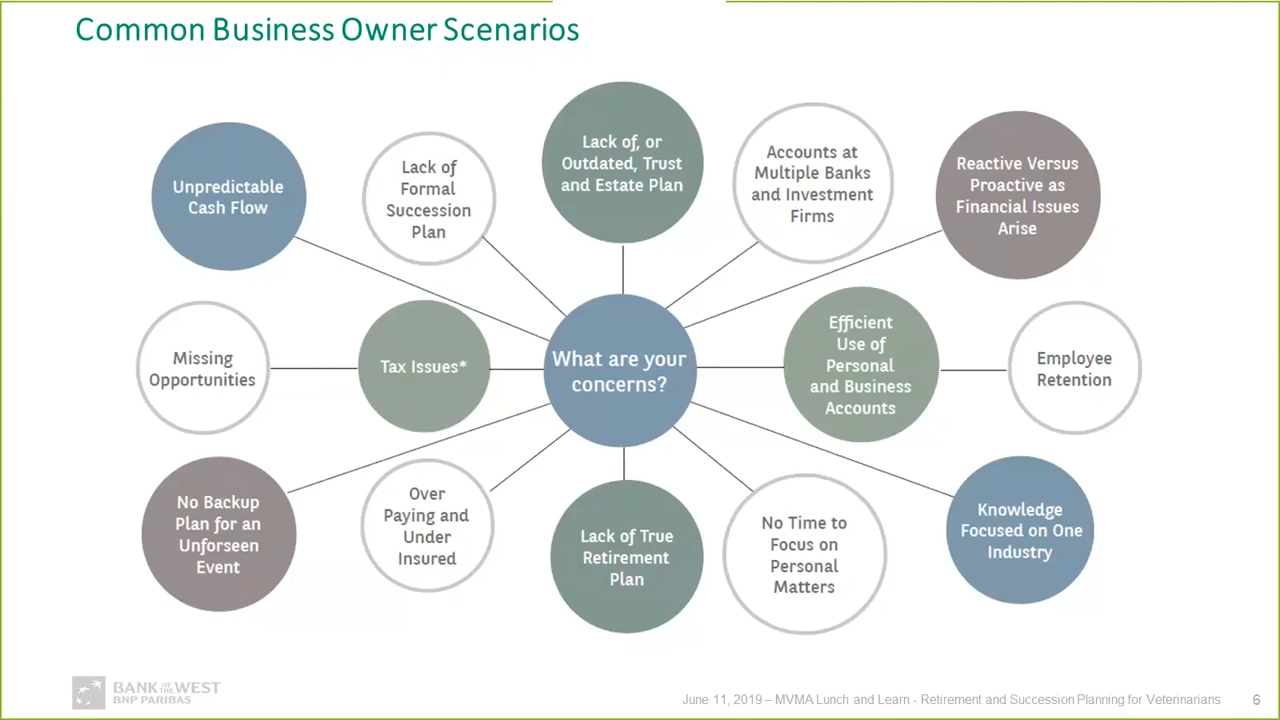 Common Business Owner Scenarios
Unpredictable
Cash Flow
Lack of
Formal
Succession
Plan
Lack of, or
Outdated, Trust
and Estate Plan
Accounts at
Multiple Banks
and Investment
Firms
Reactive Versus
Proactive as
Financial Issues
Arise
Missing
Opportunities
Tax Issues*
What are your
concerns?
Efficient
Use of
Personal
and Business
Accounts
Employee
Retention
No Backup
Plan for an
Unforseen
Event
Over
Paying and
Under
Insured
Lack of True
Retirement
Plan
No Time to
Focus on
Personal
Matters
Knowledge
Focused on One
Industry
BANK OF THE WEST
BNP PARIBAS
June 11, 2019 – MVMA Lunch and Learn - Retirement and Succession Planning for Veterinarians
6